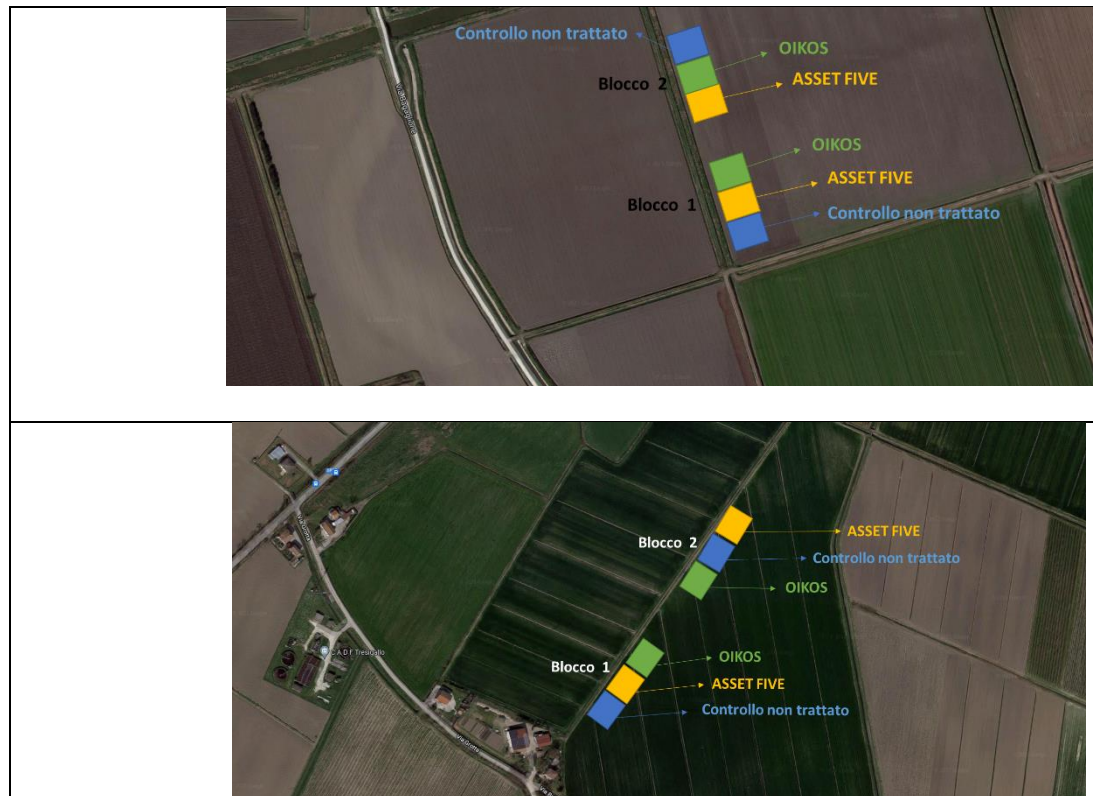 Controllo non trattato
OIKOS
Blocco 2
ASSET FIVE
OIKOS
ASSET FIVE
Blocco 1
Controllo non trattato
ASSET FIVE
Blocco 2
Controllo non trattato
OIKOS
C.A.D.F. Tresigallo
OIKOS
Blocco 1
ASSET FIVE
Controllo non trattato